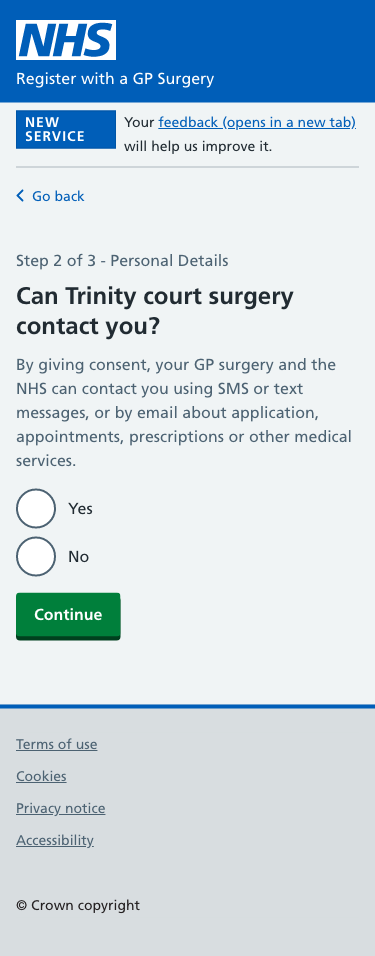 NHS
Register with a GP Surgery
NEW
SERVICE
Your feedback (opens in a new tab)
will help us improve it.
Go back
Step 2 of 3 - Personal Details
Can Trinity court surgery
contact you?
By giving consent, your GP surgery and the
NHS can contact you using SMS or text
messages, or by email about application,
appointments, prescriptions or other medical
services.
Yes
No
Continue
Terms of use
Cookies
Privacy notice
Accessibility
© Crown copyright